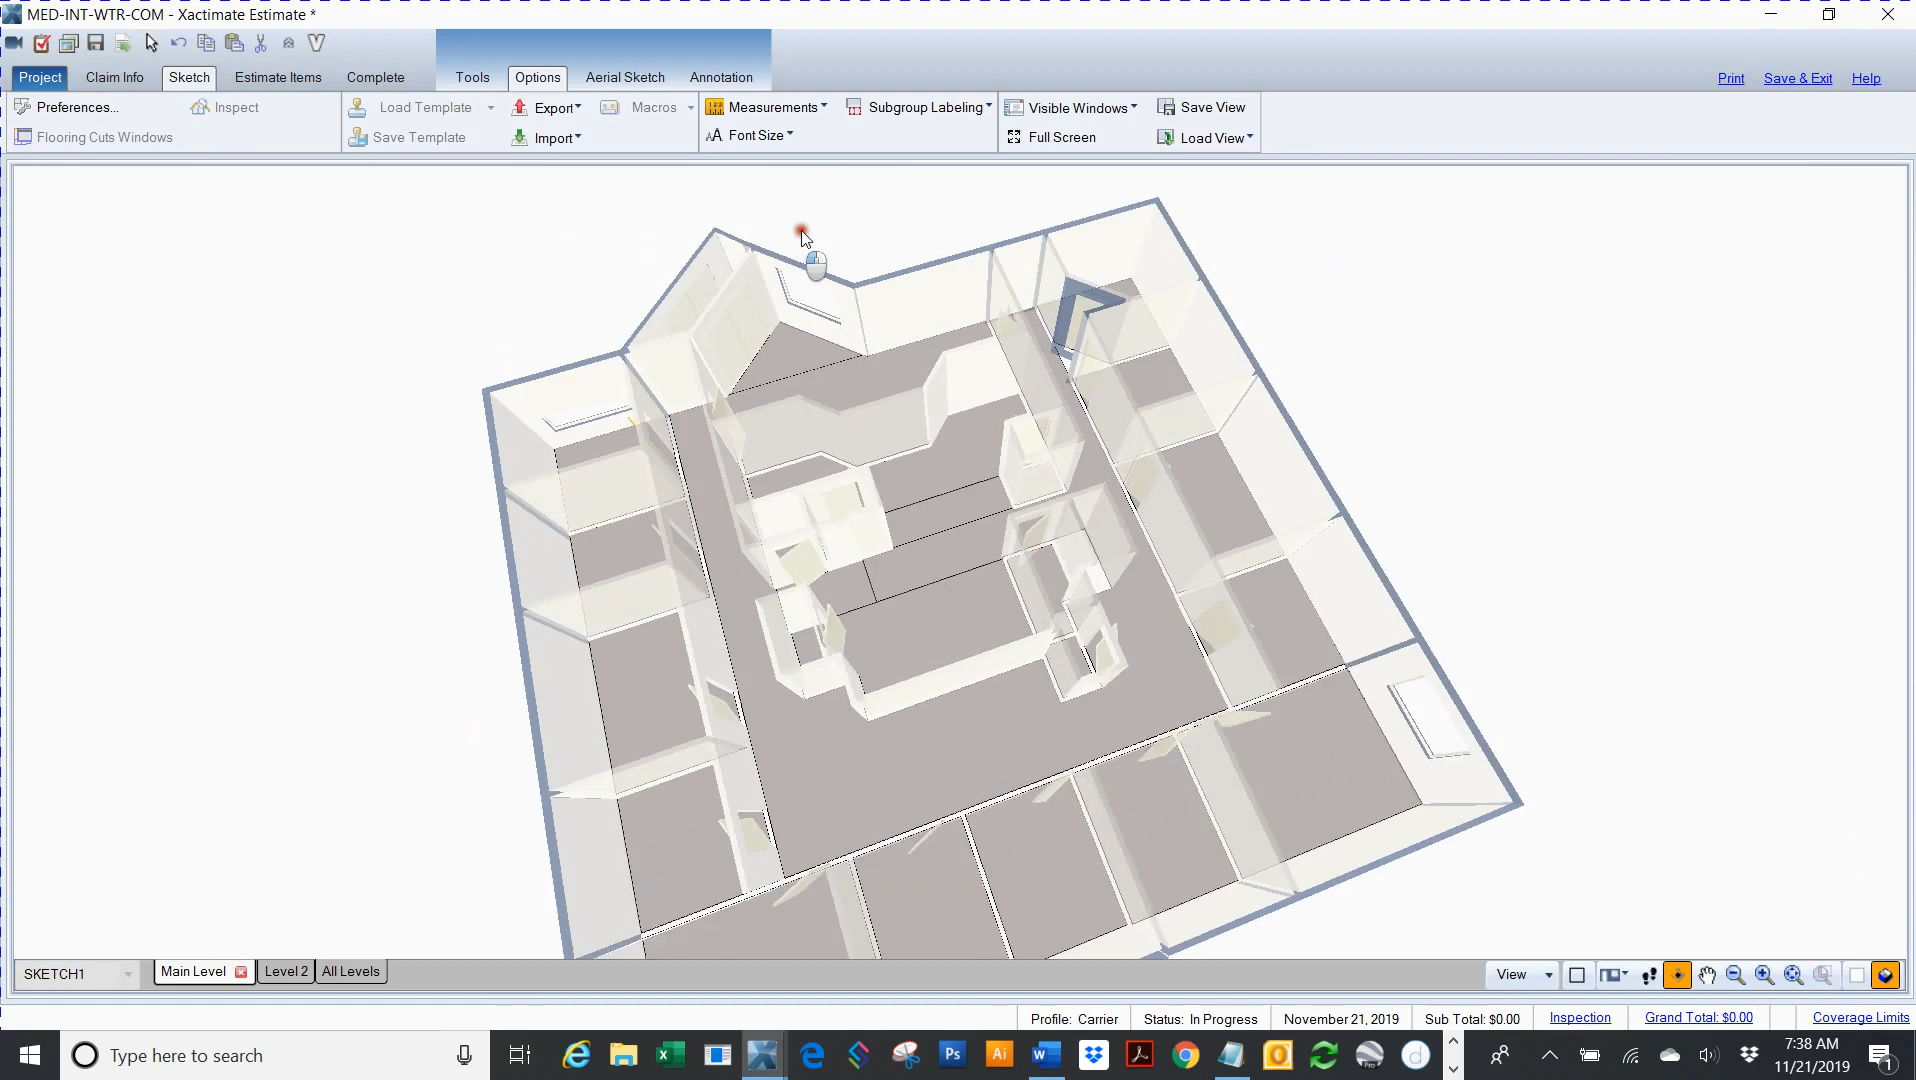 MED-INT-WTR-COM - Xactimate Estimate *
Project Claim Info Sketch Estimate Items Complete Tools Options Aerial Sketch Annotation Print Save & Exit Help
Preferences... Inspect Load Template Export Macros Measurements Subgroup Labeling Visible Windows Save View
Flooring Cuts Windows Save Template Import AA Font Size Full Screen Load View
SKETCH1 Main Level Level 2 All Levels View
Profile: Carrier Status: In Progress November 21, 2019 Sub Total: $0.00 Inspection Grand Total: $0.00 Coverage Limits
Type here to search Ps Ai 7:38 AM
11/21/2019 1